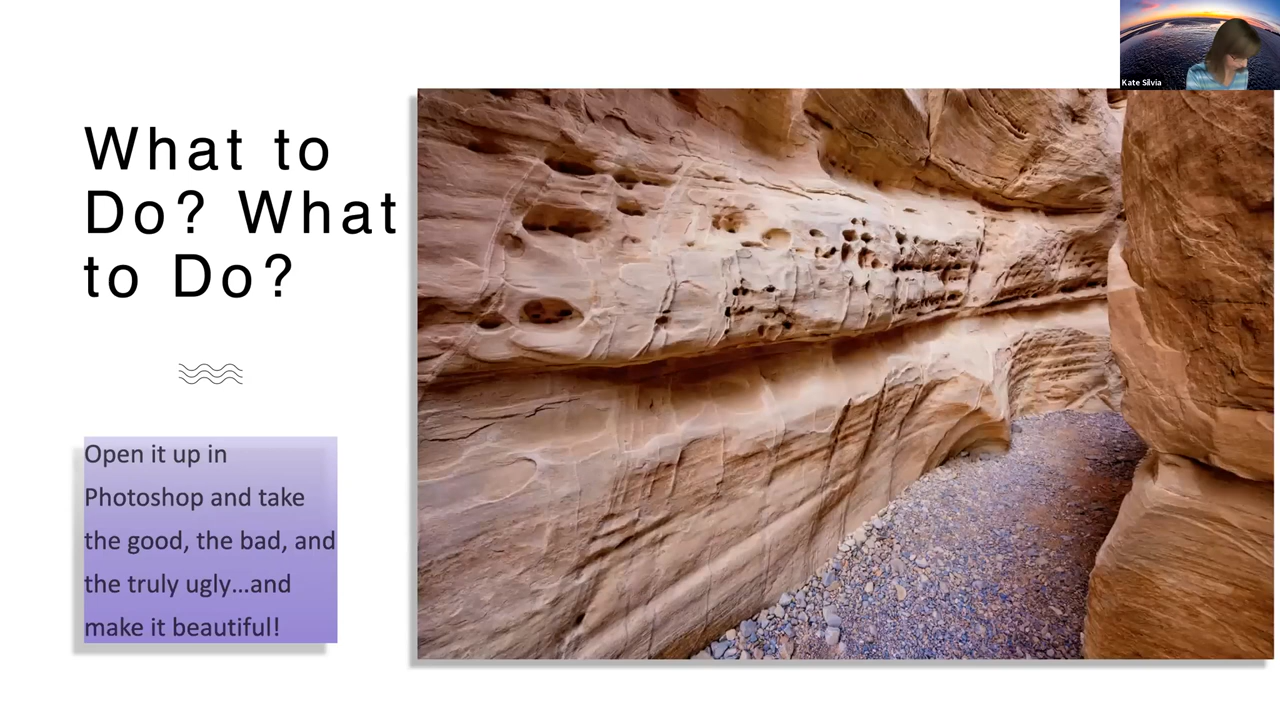 Kate Silvia
What to
Do? What
to Do?
Open it up in
Photoshop and take
the good, the bad, and
the truly ugly...and
make it beautiful!